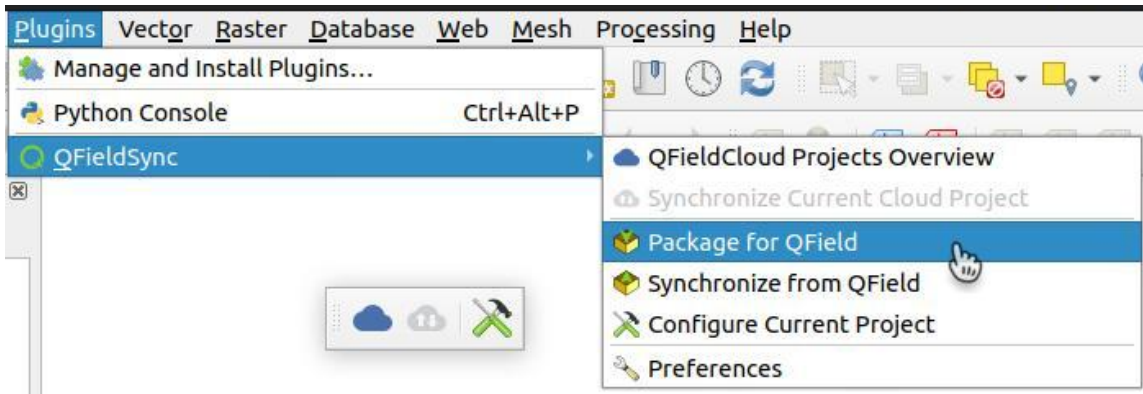 Plugins Vector Raster Database Web Mesh Processing Help
Manage and Install Plugins...
Python Console Ctrl+Alt+P
QFieldSync
QFieldCloud Projects Overview
Synchronize Current Cloud Project
Package for QField
Synchronize from QField
Configure Current Project
Preferences